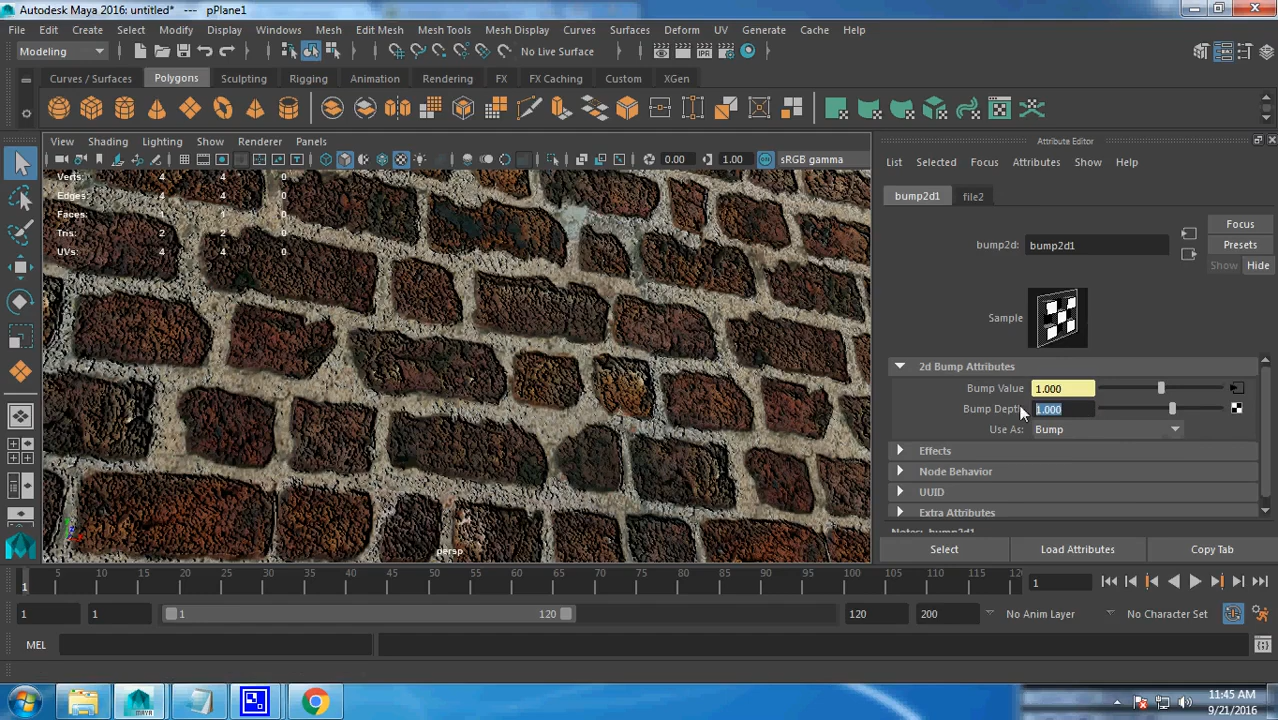 Autodesk Maya 2016: untitled* --- pPlane1
File Edit Create Select Modify Display Windows Mesh Edit Mesh Mesh Tools Mesh Display Curves Surfaces Deform UV Generate Cache Help
Modeling No Live Surface
Curves / Surfaces Polygons Sculpting Rigging Animation Rendering FX FX Caching Custom XGen
View Shading Lighting Show Renderer Panels
0.00 1.00 sRGB gamma
Verts: 4 4 0
Edges: 4 4 0
Faces: 1 1 0
Tris: 2 2 0
UVs: 4 4 0
persp
Attribute Editor
List Selected Focus Attributes Show Help
bump2d1 file2
Focus
bump2d: bump2d1 Presets
Show Hide
Sample
2d Bump Attributes
Bump Value 1.000
Bump Depth 1.000
Use As: Bump
Effects
Node Behavior
UUID
Extra Attributes
Notes: bump2d1
Select Load Attributes Copy Tab
1 5 10 15 20 25 30 35 40 45 50 55 60 65 70 75 80 85 90 95 100 105 110 115 120 1
1 1 1 120 120 200 No Anim Layer No Character Set
MEL
MAYA
11:45 AM
9/21/2016